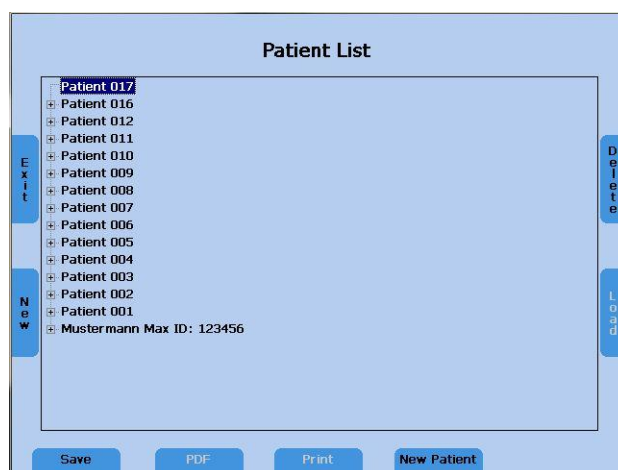 Patient List
Patient 017
Patient 016
Patient 012
Patient 011
Patient 010
Patient 009
Patient 008
Patient 007
Patient 006
Patient 005
Patient 004
Patient 003
Patient 002
Patient 001
Mustermann Max ID: 123456
Exit
New
Delete
Load
Save
PDF
Print
New Patient